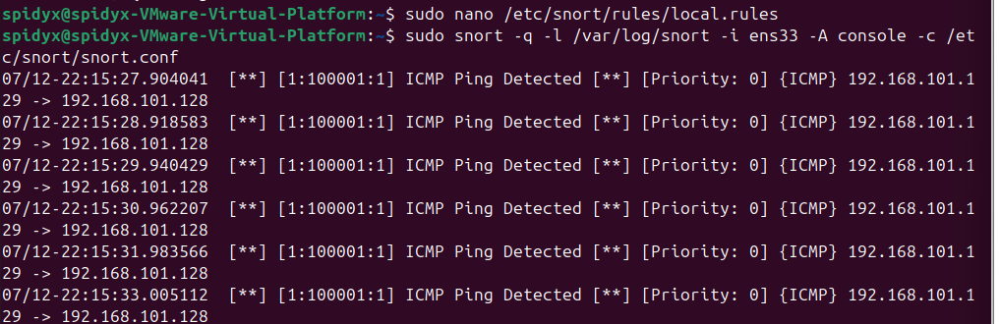 spidyx@spidyx-VMware-Virtual-Platform:~$ sudo nano /etc/snort/rules/local.rules
spidyx@spidyx-VMware-Virtual-Platform:~$ sudo snort -q -l /var/log/snort -i ens33 -A console -c /et
c/snort/snort.conf
07/12-22:15:27.904041  [**] [1:100001:1] ICMP Ping Detected [**] [Priority: 0] {ICMP} 192.168.101.1
29 -> 192.168.101.128
07/12-22:15:28.918583  [**] [1:100001:1] ICMP Ping Detected [**] [Priority: 0] {ICMP} 192.168.101.1
29 -> 192.168.101.128
07/12-22:15:29.940429  [**] [1:100001:1] ICMP Ping Detected [**] [Priority: 0] {ICMP} 192.168.101.1
29 -> 192.168.101.128
07/12-22:15:30.962207  [**] [1:100001:1] ICMP Ping Detected [**] [Priority: 0] {ICMP} 192.168.101.1
29 -> 192.168.101.128
07/12-22:15:31.983566  [**] [1:100001:1] ICMP Ping Detected [**] [Priority: 0] {ICMP} 192.168.101.1
29 -> 192.168.101.128
07/12-22:15:33.005112  [**] [1:100001:1] ICMP Ping Detected [**] [Priority: 0] {ICMP} 192.168.101.1
29 -> 192.168.101.128